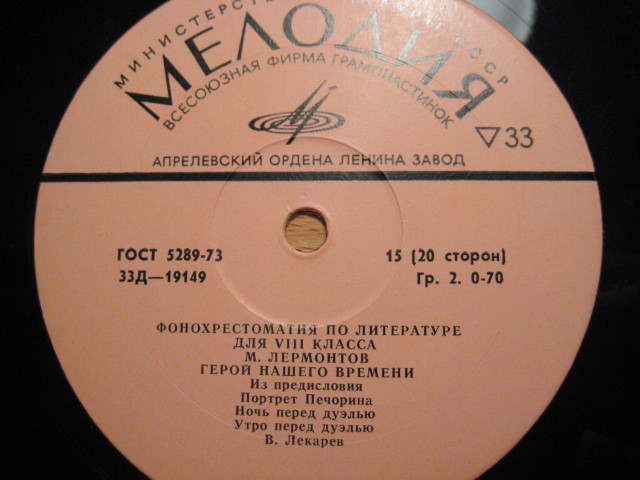 МИНИСТЕРСТВ СССР
МЕЛОДИЯ
ВСЕСОЮЗНАЯ ФИРМА ГРАМПЛАСТИНОК
33
АПРЕЛЕВСКИЙ ОРДЕНА ЛЕНИНА ЗАВОД
ГОСТ 5289-73
15 (20 сторон)
33Д—19149
Гр. 2. 0-70
ФОНОХРЕСТОМАТИЯ ПО ЛИТЕРАТУРЕ
ДЛЯ VIII КЛАССА
М. ЛЕРМОНТОВ
ГЕРОЙ НАШЕГО ВРЕМЕНИ
Из предисловия
Портрет Печорина
Ночь перед дуэлью
Утро перед дуэлью
В. Лекарев